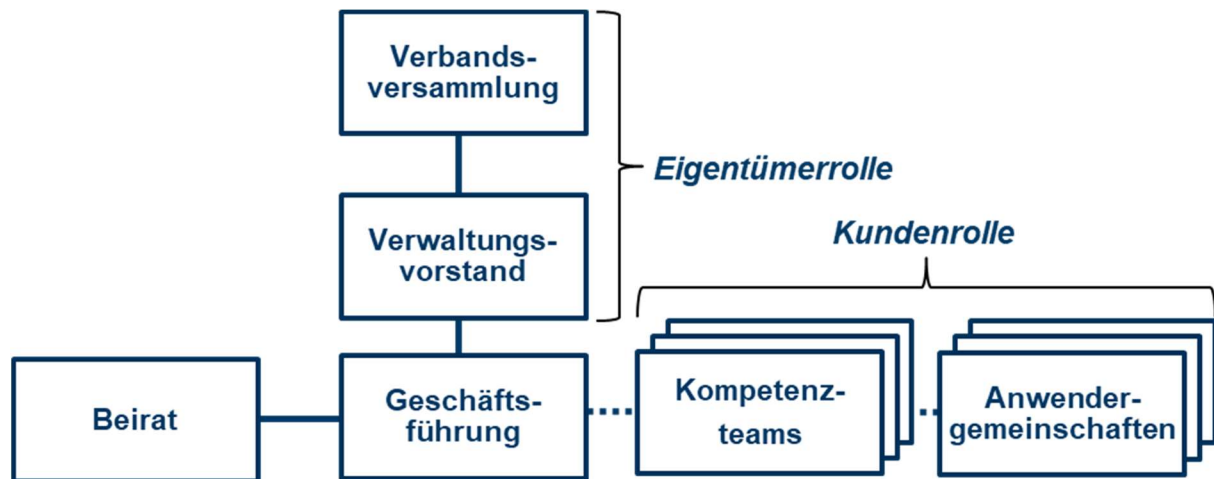 Verbands-
versammlung
Eigentümerrolle
Verwaltungs-
vorstand
Kundenrolle
Beirat
Geschäfts-
führung
Kompetenz-
teams
Anwender-
gemeinschaften